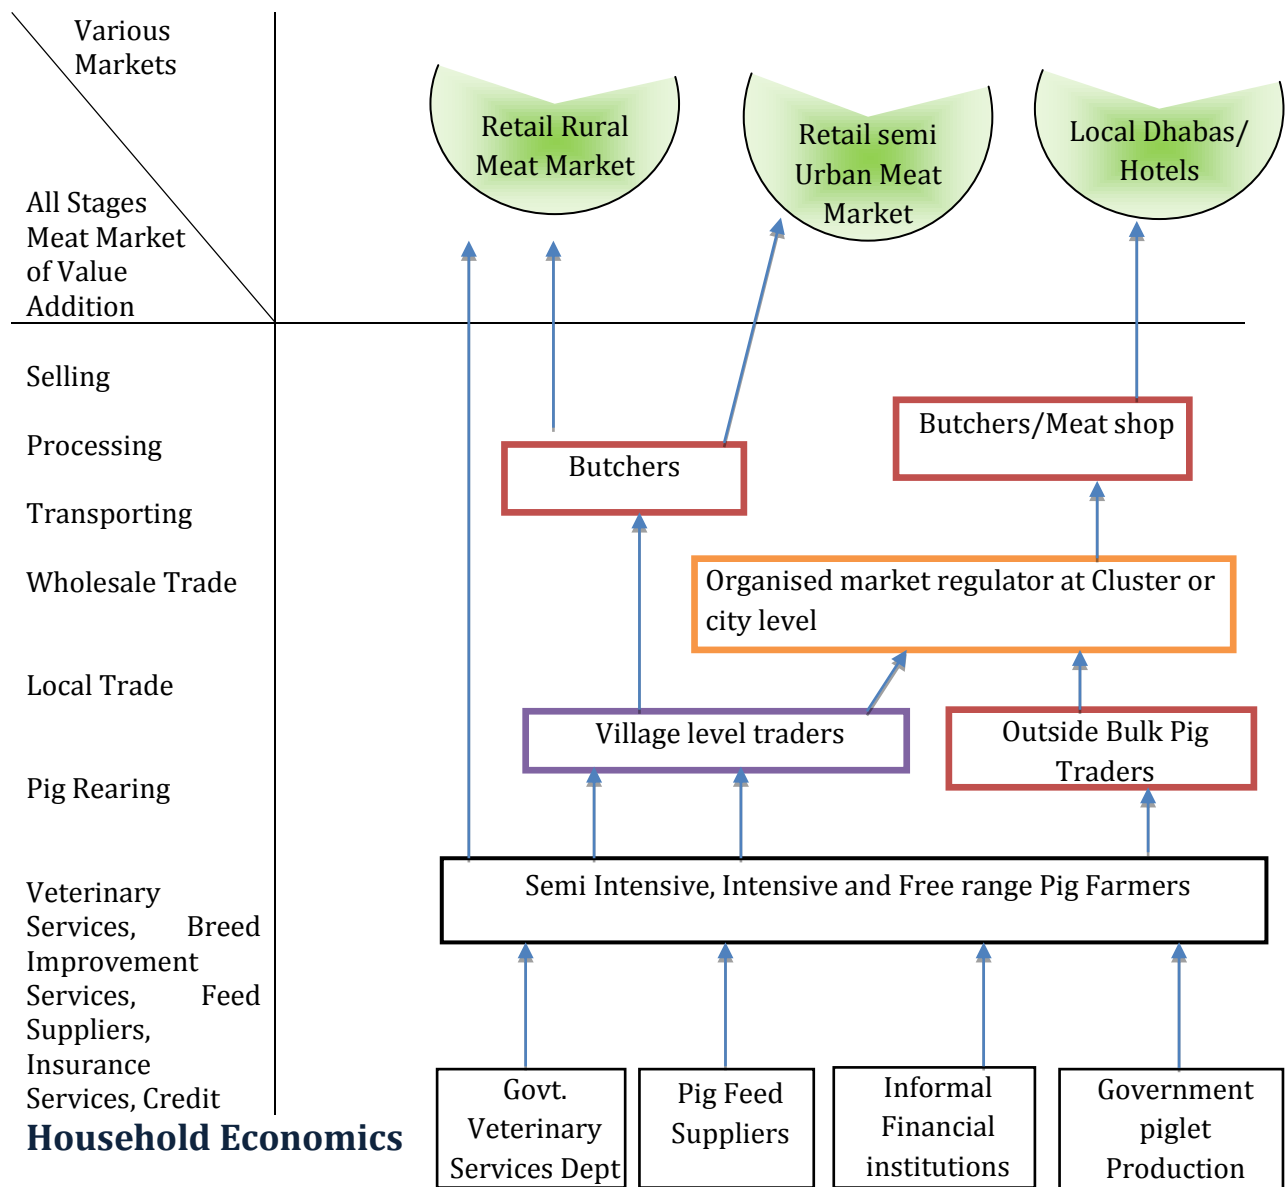 Various
Markets
All Stages
Meat Market
of Value
Addition
Retail Rural
Meat Market
Retail semi
Urban Meat
Market
Local Dhabas/
Hotels
Selling
Processing
Transporting
Wholesale Trade
Local Trade
Pig Rearing
Veterinary
Services, Breed
Improvement
Services, Feed
Suppliers,
Insurance
Services, Credit
Butchers/Meat shop
Butchers
Organised market regulator at Cluster or
city level
Village level traders
Outside Bulk Pig
Traders
Semi Intensive, Intensive and Free range Pig Farmers
Govt.
Veterinary
Services Dept
Pig Feed
Suppliers
Informal
Financial
institutions
Government
piglet
Production
Household Economics